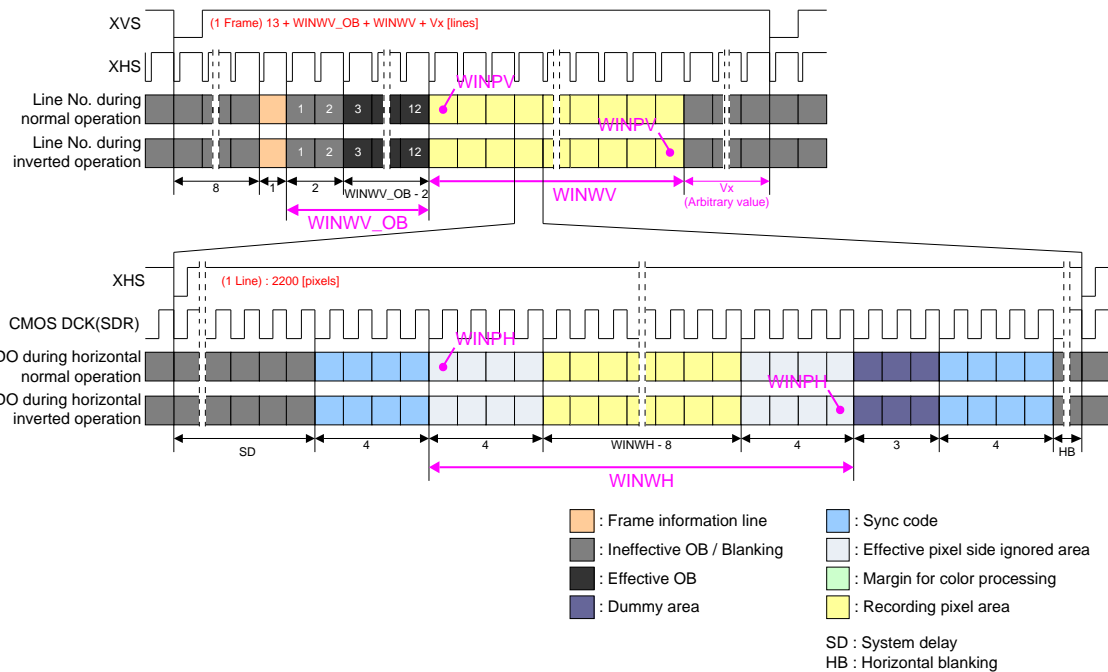 XVS
(1 Frame) 13 + WINWV_OB + WINWV + Vx [lines]
XHS
WINPV
Line No. during
normal operation
1 2 3 12
WINPV
Line No. during
inverted operation
1 2 3 12
8 1 2 WINWV_OB - 2 WINWV Vx
(Arbitrary value)
WINWV_OB
XHS
(1 Line) : 2200 [pixels]
CMOS DCK(SDR)
WINPH
DO during horizontal
normal operation
WINPH
DO during horizontal
inverted operation
SD 4 4 WINWH - 8 4 3 4 HB
WINWH
: Frame information line
: Sync code
: Ineffective OB / Blanking
: Effective pixel side ignored area
: Effective OB
: Margin for color processing
: Dummy area
: Recording pixel area
SD : System delay
HB : Horizontal blanking